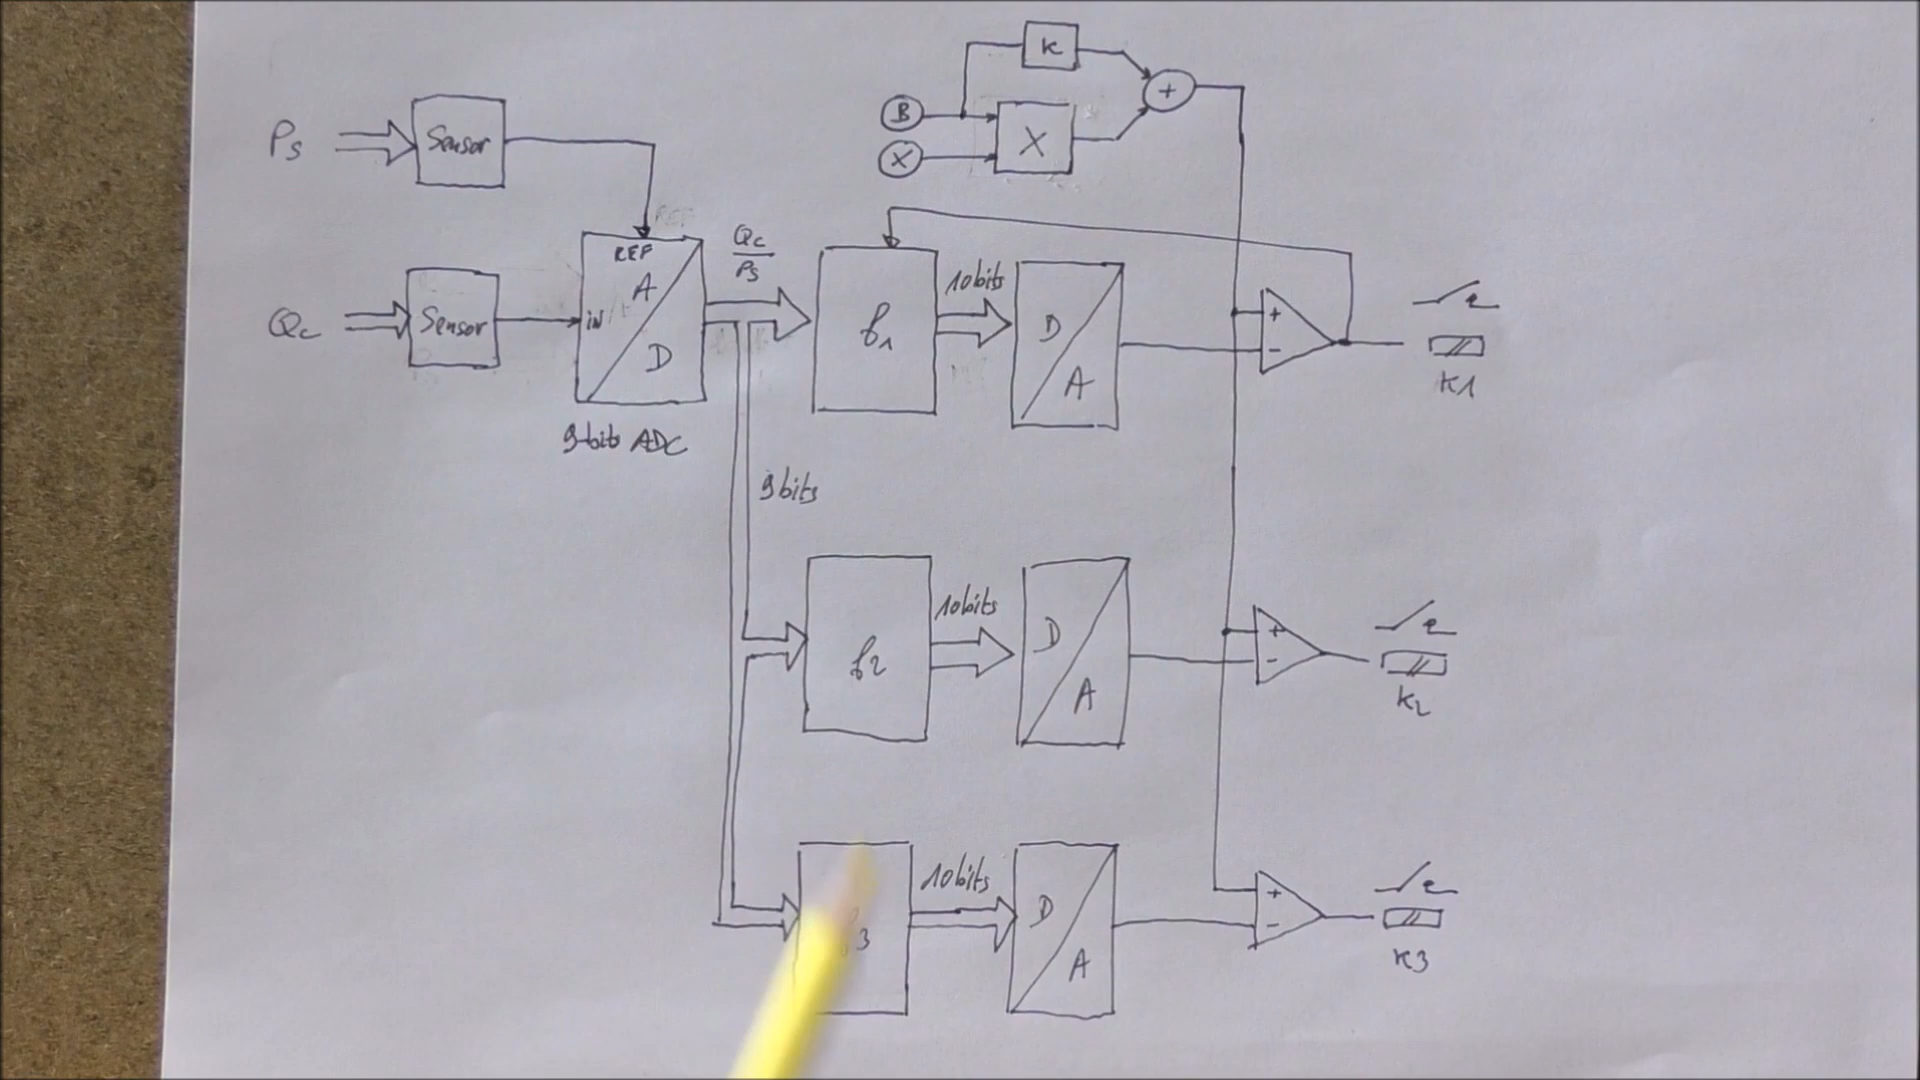 K
B
+
X
X
Ps
Sensor
REF
A
D
Qc
Ps
10 bits
f1
D
A
+
-
K1
Qc
Sensor
IN
9-bits ADC
9 bits
10 bits
f2
D
A
+
-
K2
10 bits
3
D
A
+
-
K3